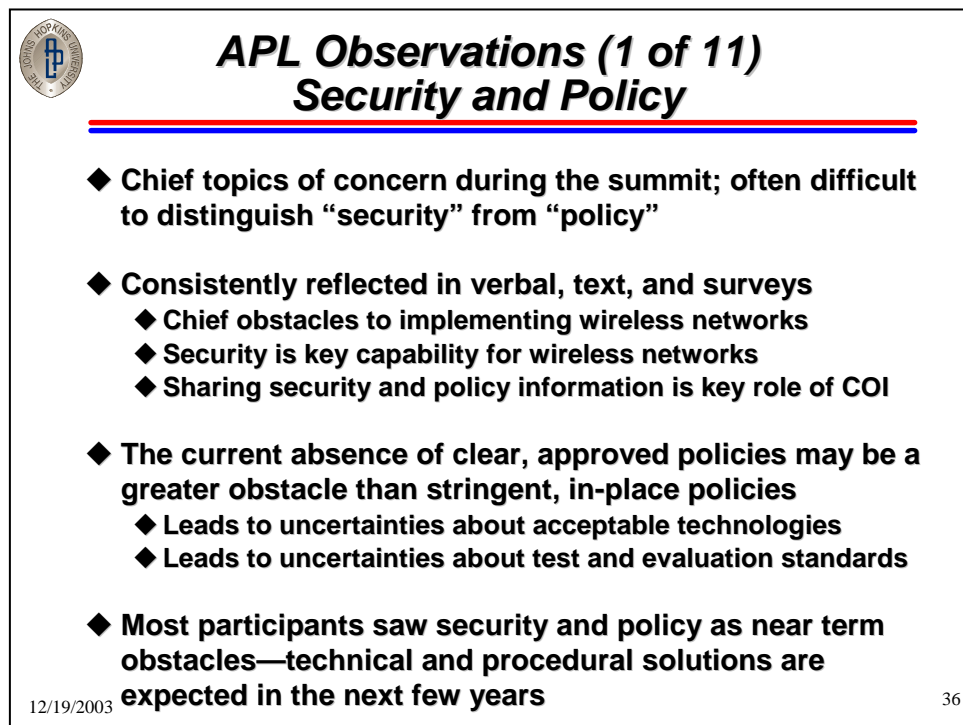 THE JOHNS HOPKINS UNIVERSITY
APL
APL Observations (1 of 11)
Security and Policy
◆ Chief topics of concern during the summit; often difficult
to distinguish “security” from “policy”
◆ Consistently reflected in verbal, text, and surveys
◆ Chief obstacles to implementing wireless networks
◆ Security is key capability for wireless networks
◆ Sharing security and policy information is key role of COI
◆ The current absence of clear, approved policies may be a
greater obstacle than stringent, in-place policies
◆ Leads to uncertainties about acceptable technologies
◆ Leads to uncertainties about test and evaluation standards
◆ Most participants saw security and policy as near term
obstacles—technical and procedural solutions are
expected in the next few years
12/19/2003
36